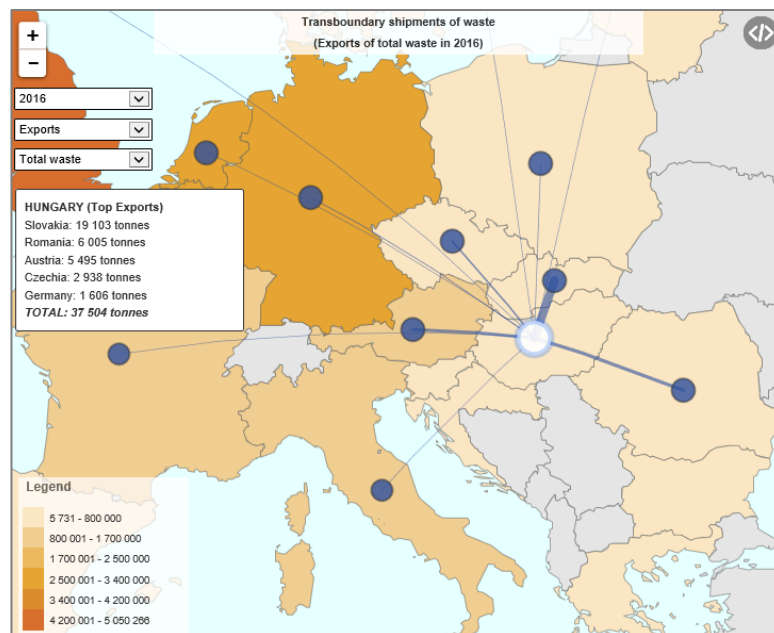 Transboundary shipments of waste
(Exports of total waste in 2016)
+
</>
−
2016
Exports
Total waste
HUNGARY (Top Exports)
Slovakia: 19 103 tonnes
Romania: 6 005 tonnes
Austria: 5 495 tonnes
Czechia: 2 938 tonnes
Germany: 1 606 tonnes
TOTAL: 37 504 tonnes
Legend
5 731 - 800 000
800 001 - 1 700 000
1 700 001 - 2 500 000
2 500 001 - 3 400 000
3 400 001 - 4 200 000
4 200 001 - 5 050 266